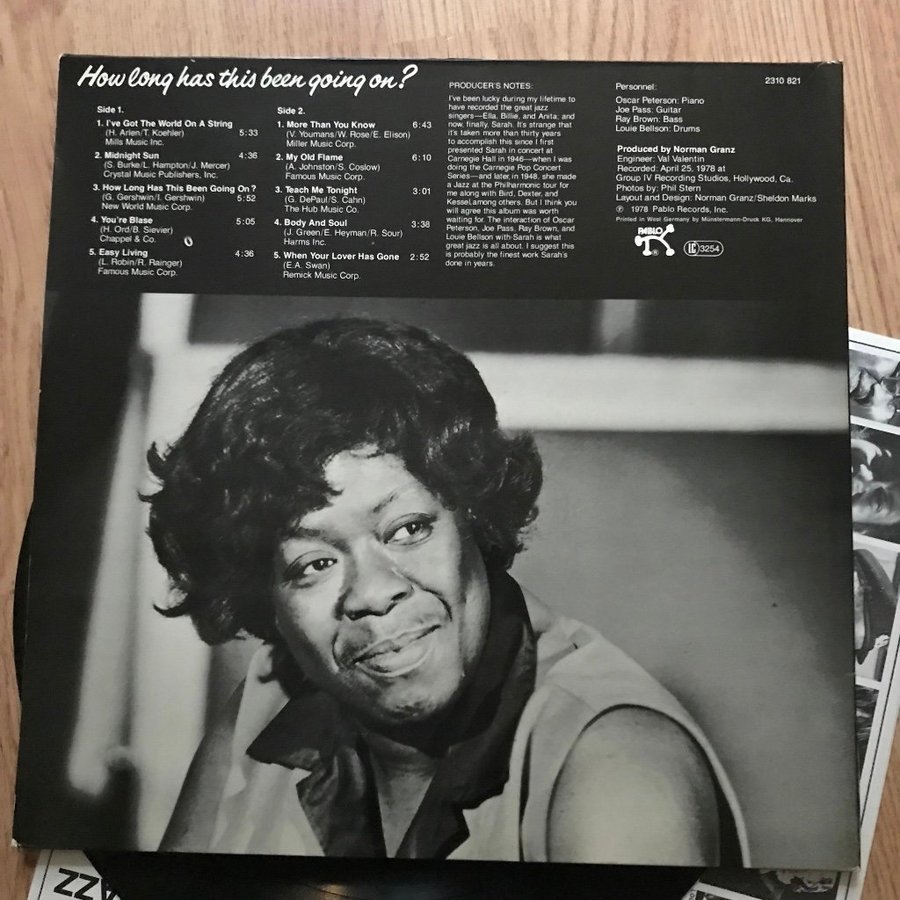 How long has this been going on?
Side 1.
1. I've Got The World On A String
(H. Arlen/T. Koehler) 5:33
Mills Music Inc.
2. Midnight Sun 4:36
(S. Burke/L. Hampton/J. Mercer)
Crystal Music Publishers, Inc.
3. How Long Has This Been Going On?
(G. Gershwin/I. Gershwin) 5:52
New World Music Corp.
4. You're Blase 5:05
(H. Ord/B. Sievier)
Chappel & Co.
5. Easy Living 4:36
(L. Robin/R. Rainger)
Famous Music Corp.
Side 2.
1. More Than You Know 6:43
(V. Youmans/W. Rose/E. Elison)
Miller Music Corp.
2. My Old Flame 6:10
(A. Johnston/S. Coslow)
Famous Music Corp.
3. Teach Me Tonight 3:01
(G. DePaul/S. Cahn)
The Hub Music Co.
4. Body And Soul 3:38
(J. Green/E. Heyman/R. Sour)
Harms Inc.
5. When Your Lover Has Gone 2:52
(E.A. Swan)
Remick Music Corp.
PRODUCER'S NOTES:
I've been lucky during my lifetime to
have recorded the great jazz
singers—Ella, Billie, and Anita; and
now, finally, Sarah. It's strange that
it's taken more than thirty years
to accomplish this since I first
presented Sarah in concert at
Carnegie Hall in 1946—when I was
doing the Carnegie Pop Concert
Series—and later, in 1948. she made
a Jazz at the Philharmonic tour for
me along with Bird, Dexter, and
Kessel, among others. But I think you
will agree this album was worth
waiting for. The interaction of Oscar
Peterson, Joe Pass, Ray Brown, and
Louie Bellson with Sarah is what
great jazz is all about. I suggest this
is probably the finest work Sarah's
done in years.
2310 821
Personnel:
Oscar Peterson: Piano
Joe Pass: Guitar
Ray Brown: Bass
Louie Bellson: Drums
Produced by Norman Granz
Engineer: Val Valentin
Recorded: April 25, 1978 at
Group IV Recording Studios, Hollywood, Ca.
Photos by: Phil Stern
Layout and Design: Norman Granz/Sheldon Marks
℗ 1978 Pablo Records, Inc.
Printed in West Germany by Münstermann-Druck KG, Hannover
PABLO
®
LC 3254
ZZ
AZZ